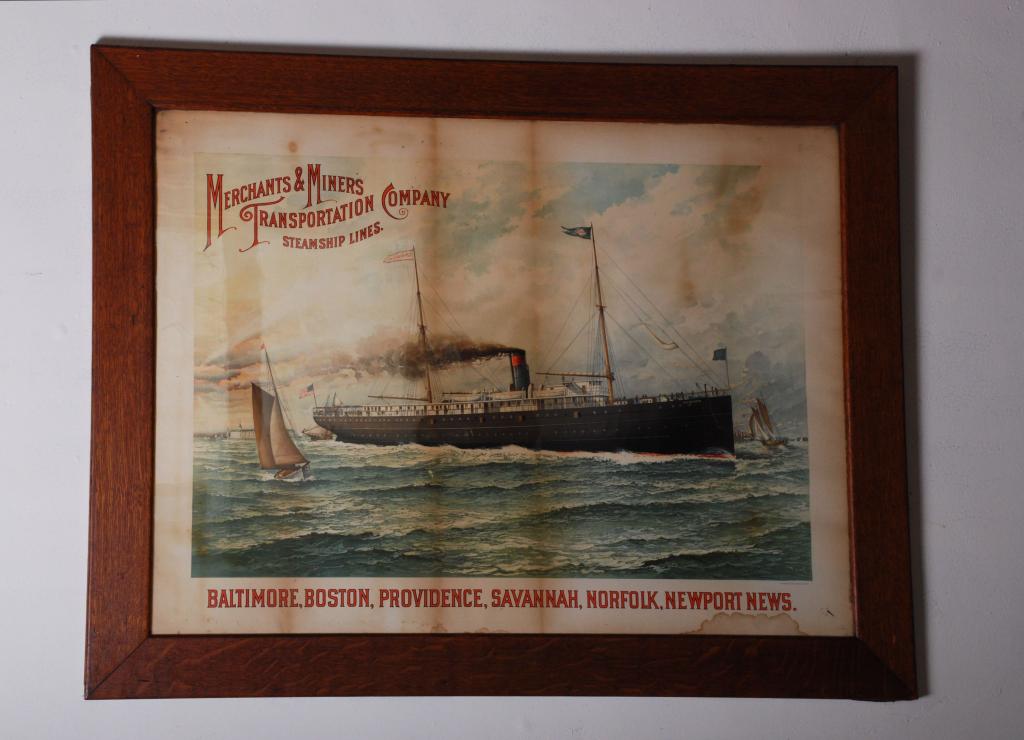 MERCHANTS & MINERS
TRANSPORTATION COMPANY
STEAMSHIP LINES.
BALTIMORE, BOSTON, PROVIDENCE, SAVANNAH, NORFOLK, NEWPORT NEWS.